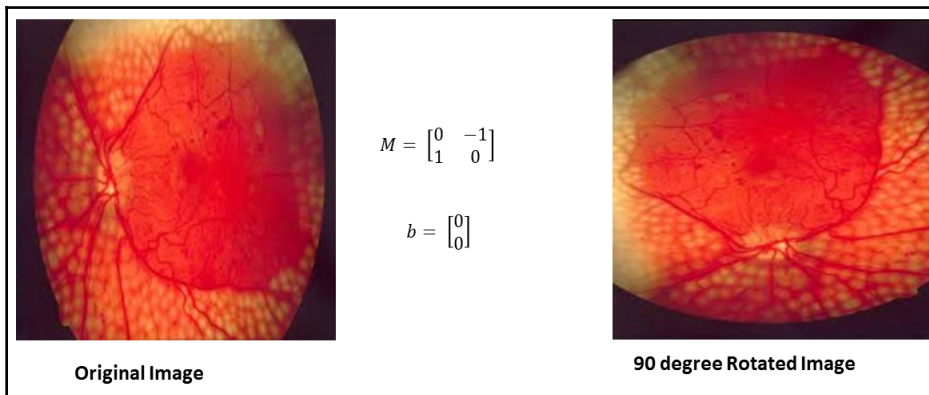 M = [0 −1
1 0]
b = [0
0]
Original Image
90 degree Rotated Image